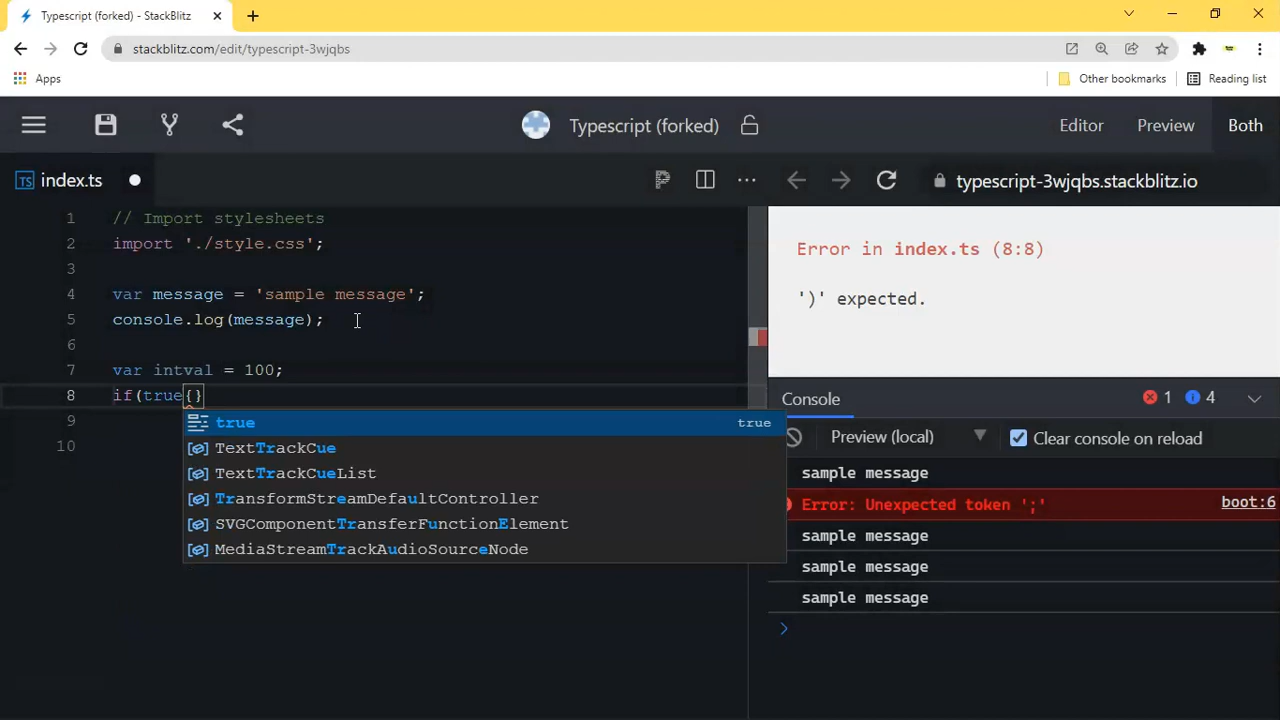 Typescript (forked) - StackBlitz
stackblitz.com/edit/typescript-3wjqbs
Apps
Other bookmarks
Reading list
Typescript (forked)
Editor
Preview
Both
TS index.ts
typescript-3wjqbs.stackblitz.io
1 // Import stylesheets
2 import './style.css';
3
4 var message = 'sample message';
5 console.log(message);
6
7 var intval = 100;
8 if(true{}
9
10
true true
TextTrackCue
TextTrackCueList
TransformStreamDefaultController
SVGComponentTransferFunctionElement
MediaStreamTrackAudioSourceNode
Error in index.ts (8:8)
')' expected.
Console
1
4
Preview (local)
Clear console on reload
sample message
Error: Unexpected token ';' boot:6
sample message
sample message
sample message
>